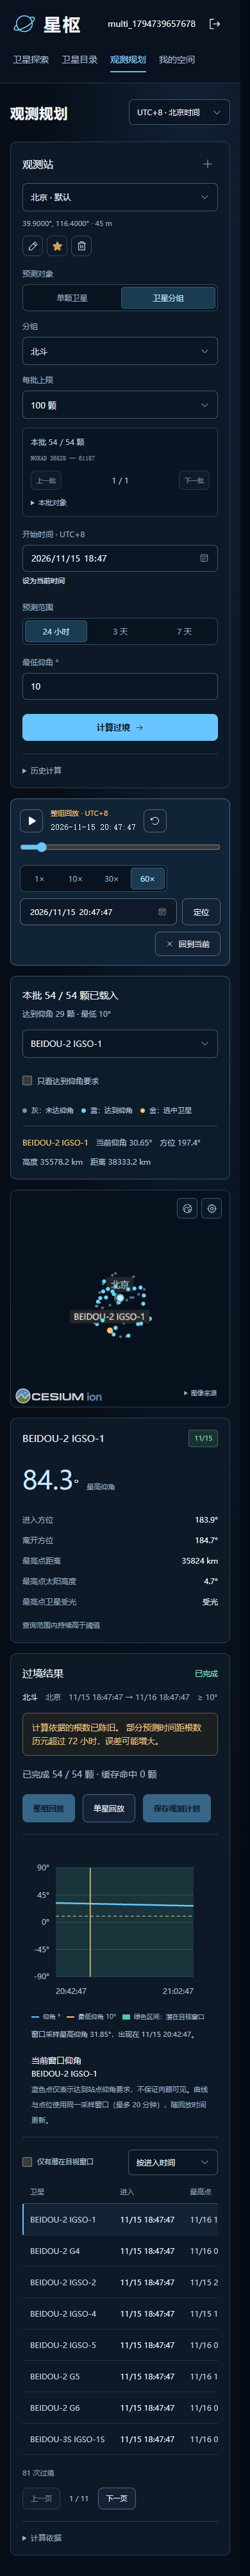 星枢
multi_1794739657678
卫星探索 卫星目录 观测规划 我的空间
观测规划
UTC+8 · 北京时间
观测站
北京 · 默认
39.9000°, 116.4000° · 45 m
预测对象
单颗卫星 卫星分组
分组
北斗
每批上限
100 颗
本批 54 / 54 颗
NORAD 36828 — 61187
上一批 1 / 1 下一批
本批对象
开始时间 · UTC+8
2026/11/15 18:47
设为当前时间
预测范围
24 小时 3 天 7 天
最低仰角 *
10
计算过境 →
历史计算
整组回放 · UTC+8
2026-11-15 20:47:47
1× 10× 30× 60×
2026/11/15 20:47:47
定位
× 回到当前
本批 54 / 54 颗已载入
达到仰角 29 颗 · 最低 10°
BEIDOU-2 IGSO-1
只看达到仰角要求
灰：未达仰角 蓝：达到仰角 金：选中卫星
BEIDOU-2 IGSO-1 当前仰角 30.65° 方位 197.4°
高度 35578.2 km 距离 38333.2 km
北京
BEIDOU-2 IGSO-1
CESIUM ion
图像来源
BEIDOU-2 IGSO-1
11/15
84.3° 最高仰角
进入方位 183.9°
离开方位 184.7°
最高点距离 35824 km
最高点太阳高度 4.7°
最高点卫星受光 受光
查询范围内持续高于阈值
过境结果
已完成
北斗 北京 11/15 18:47:47 → 11/16 18:47:47 ≥ 10°
计算依据的根数已陈旧。 部分预测时间距根数
历元超过 72 小时，误差可能增大。
已完成 54 / 54 颗 · 缓存命中 0 颗
整组回放 单星回放 保存观测计划
90°
45°
0°
-45°
-90°
20:42:47 21:02:47
仰角 ° 最低仰角 10° 绿色区间：潜在目视窗口
窗口采样最高仰角 31.85°，出现在 11/15 20:42:47。
当前窗口仰角
BEIDOU-2 IGSO-1
蓝色点仅表示达到站点仰角要求，不保证肉眼可见。曲线
与点位使用同一采样窗口（最多 20 分钟），随回放时间
更新。
仅有潜在目视窗口
按进入时间
卫星 进入 最高点
BEIDOU-2 IGSO-1 11/15 18:47:47 11/16 1
BEIDOU-2 G4 11/15 18:47:47 11/16 0
BEIDOU-2 IGSO-2 11/15 18:47:47 11/15 2
BEIDOU-2 IGSO-4 11/15 18:47:47 11/15 1
BEIDOU-2 IGSO-5 11/15 18:47:47 11/16 0
BEIDOU-2 G5 11/15 18:47:47 11/16 1
BEIDOU-2 G6 11/15 18:47:47 11/16 0
BEIDOU-3S IGSO-1S 11/15 18:47:47 11/16 0
81 次过境
上一页 1 / 11 下一页
计算依据